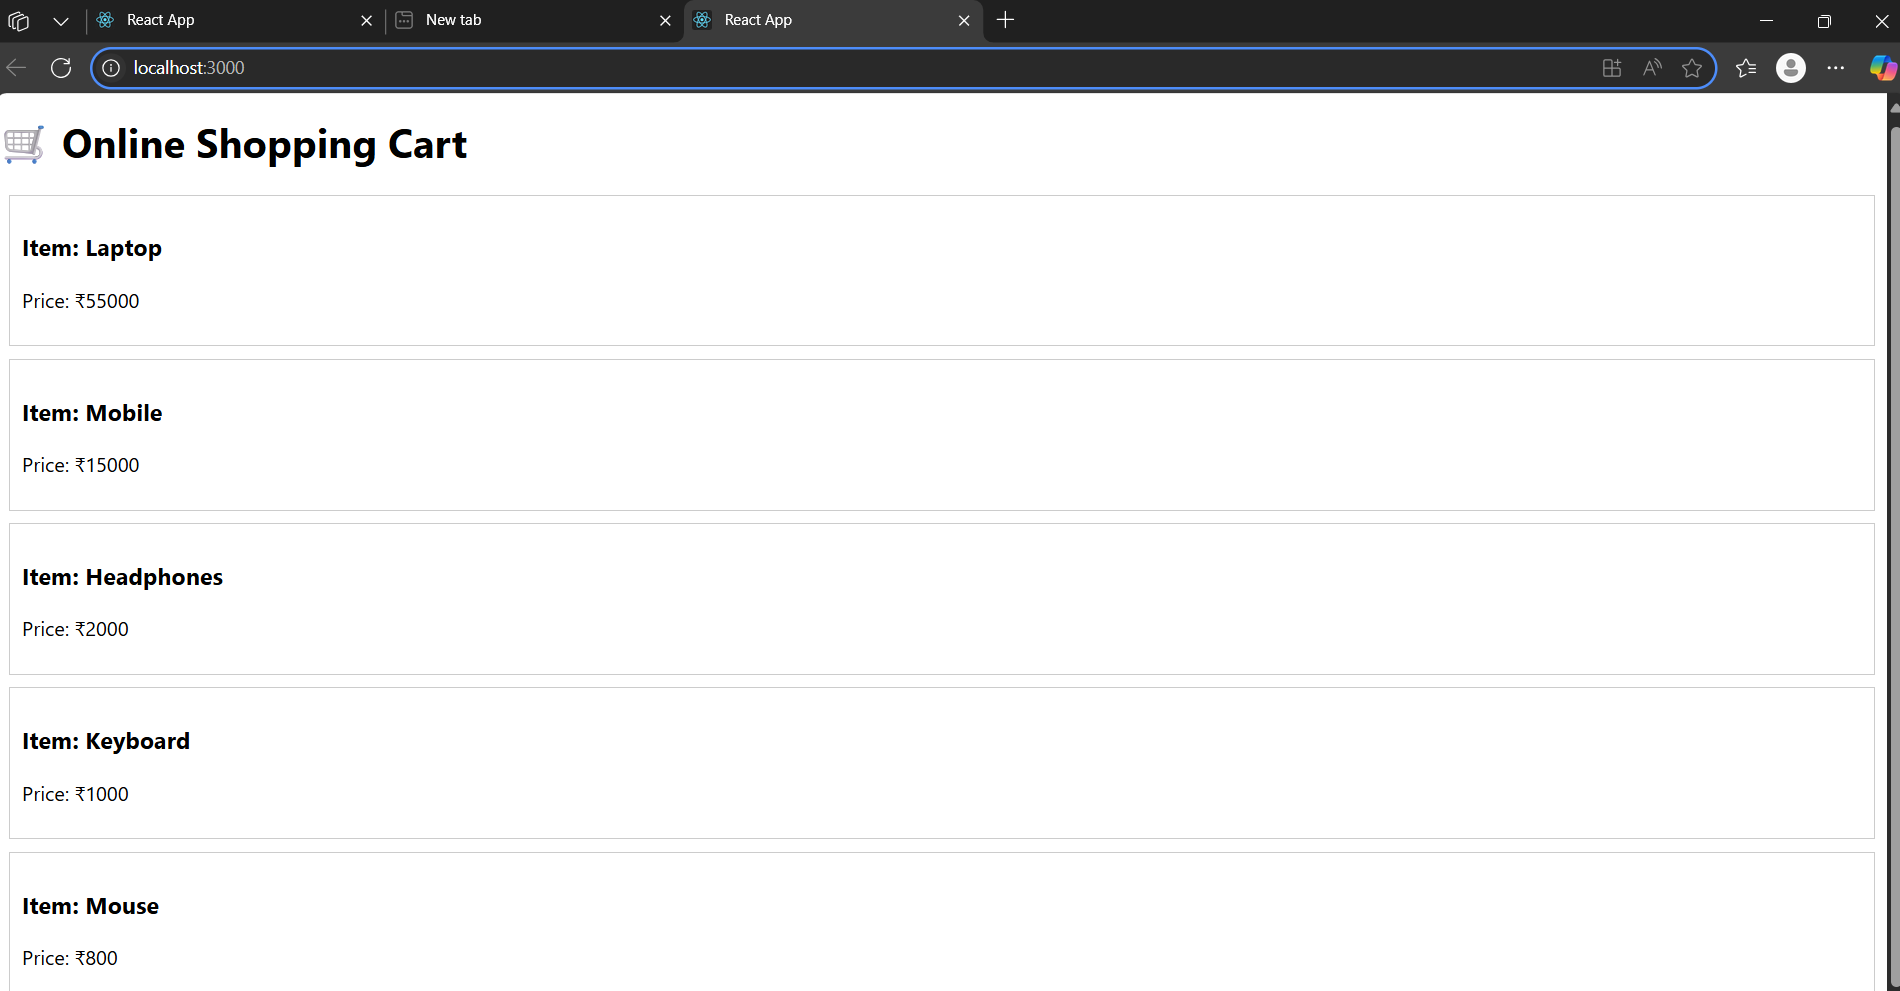 React App
New tab
React App
localhost:3000
Online Shopping Cart
Item: Laptop
Price: ₹55000
Item: Mobile
Price: ₹15000
Item: Headphones
Price: ₹2000
Item: Keyboard
Price: ₹1000
Item: Mouse
Price: ₹800